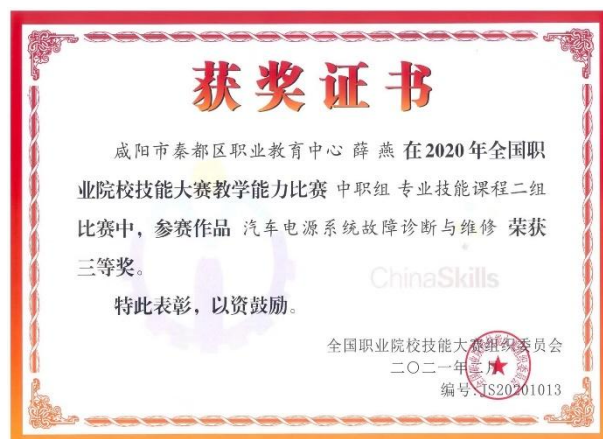 获奖证书
咸阳市秦都区职业教育中心 薛 燕 在2020年全国职
业院校技能大赛教学能力比赛 中职组 专业技能课程二组
比赛中，参赛作品 汽车电源系统故障诊断与维修 荣获
三等奖。
ChinaSkills
特此表彰，以资鼓励。
全国职业院校技能大赛组织委员会
二〇二一年二月
编号:JS20201013